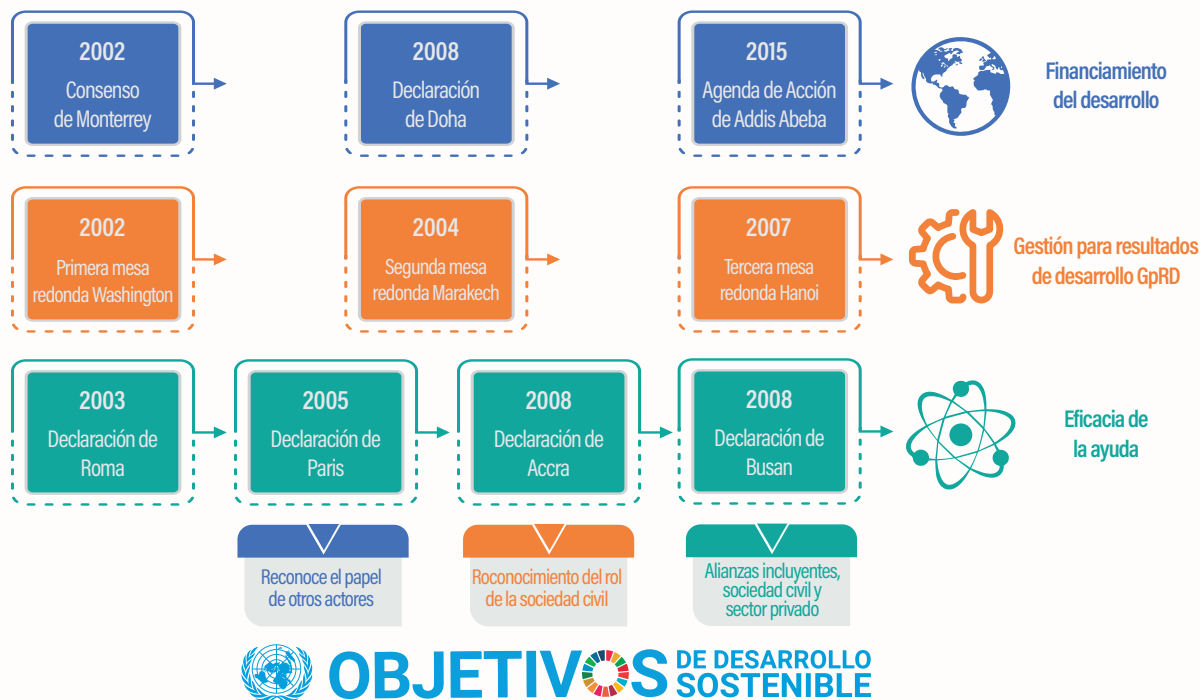 2002
Consenso
de Monterrey
2008
Declaración
de Doha
2015
Agenda de Acción
de Addis Abeba
Financiamiento
del desarrollo
2002
Primera mesa
redonda Washington
2004
Segunda mesa
redonda Marakech
2007
Tercera mesa
redonda Hanoi
Gestión para resultados
de desarrollo GpRD
2003
Declaración de
Roma
2005
Declaración de
Paris
2008
Declaración de
Accra
2008
Declaración de
Busan
Eficacia de
la ayuda
Reconoce el papel
de otros actores
Roconocimiento del rol
de la sociedad civil
Alianzas incluyentes,
sociedad civil y
sector privado
OBJETIVOS
DE DESARROLLO
SOSTENIBLE